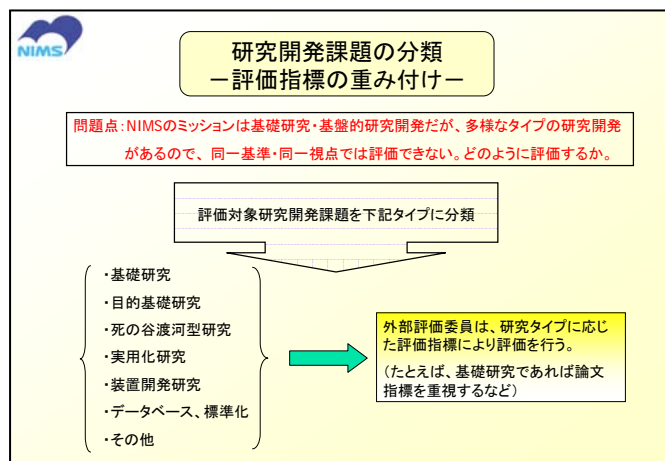 NIMS
研究開発課題の分類
－評価指標の重み付け－
問題点：NIMSのミッションは基礎研究・基盤的研究開発だが、多様なタイプの研究開発
があるので、同一基準・同一視点では評価できない。どのように評価するか。
評価対象研究開発課題を下記タイプに分類
・基礎研究
・目的基礎研究
・死の谷渡河型研究
・実用化研究
・装置開発研究
・データベース、標準化
・その他
外部評価委員は、研究タイプに応じ
た評価指標により評価を行う。
（たとえば、基礎研究であれば論文
指標を重視するなど）